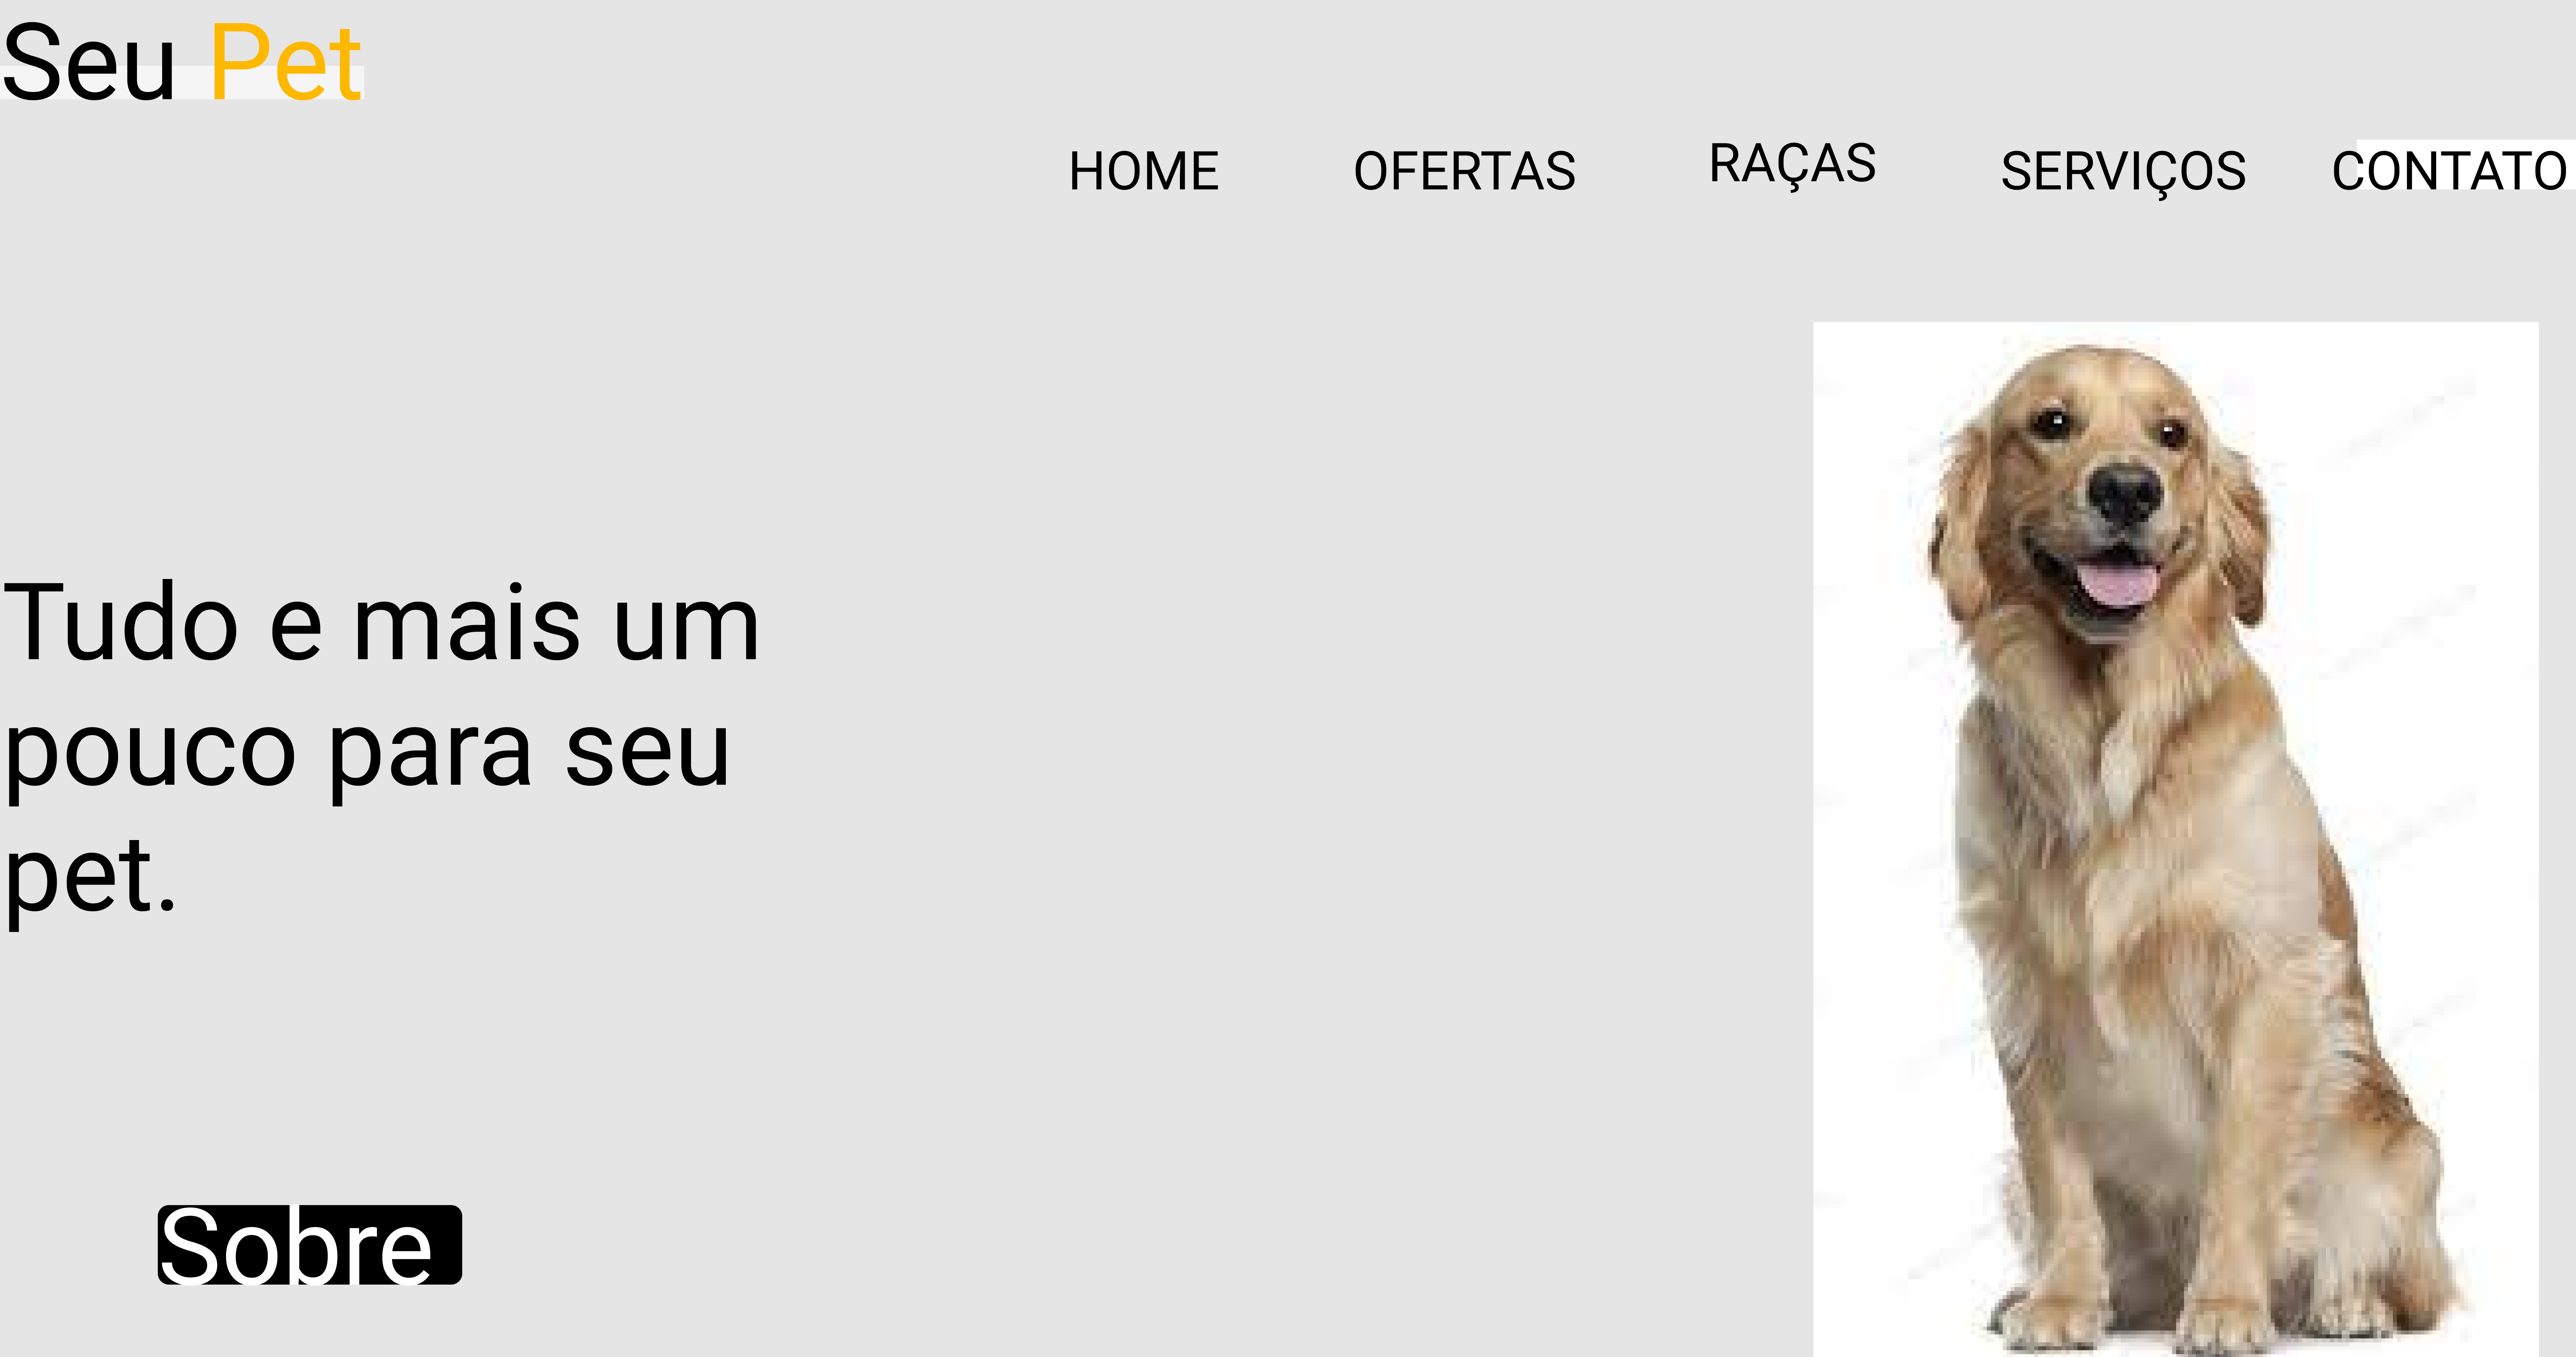 Seu Pet
HOME OFERTAS RAÇAS SERVIÇOS CONTATO
Tudo e mais um
pouco para seu
pet.
Sobre